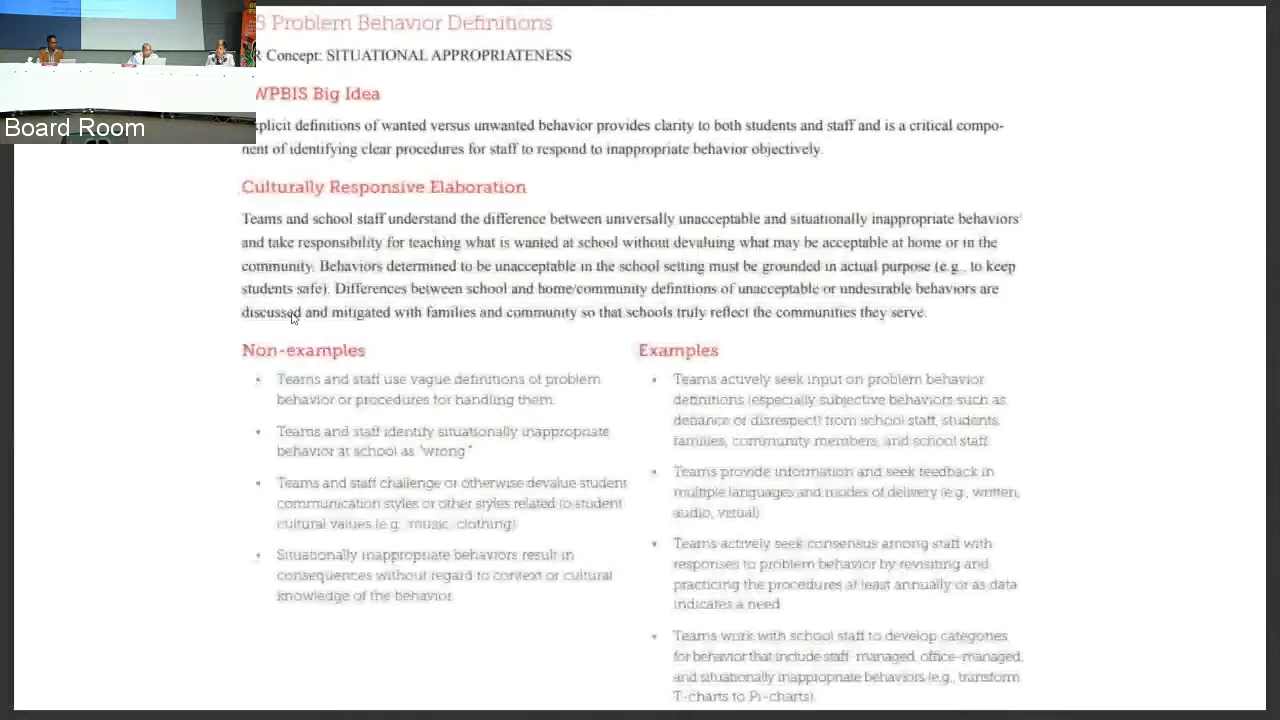 Problem Behavior Definitions
Concept: SITUATIONAL APPROPRIATENESS
WPBIS Big Idea
Board Room
xplicit definitions of wanted versus unwanted behavior provides clarity to both students and staff and is a critical compo-
nent of identifying clear procedures for staff to respond to inappropriate behavior objectively.
Culturally Responsive Elaboration
Teams and school staff understand the difference between universally unacceptable and situationally inappropriate behaviors
and take responsibility for teaching what is wanted at school without devaluing what may be acceptable at home or in the
community. Behaviors determined to be unacceptable in the school setting must be grounded in actual purpose (e.g., to keep
students safe). Differences between school and home/community definitions of unacceptable or undesirable behaviors are
discussed and mitigated with families and community so that schools truly reflect the communities they serve.
Non-examples
• Teams and staff use vague definitions of problem
behavior or procedures for handling them.
• Teams and staff identify situationally inappropriate
behavior at school as "wrong."
• Teams and staff challenge or otherwise devalue student
communication styles or other styles related to student
cultural values (e.g. music, clothing)
• Situationally inappropriate behaviors result in
consequences without regard to context or cultural
knowledge of the behavior
Examples
• Teams actively seek input on problem behavior
definitions (especially subjective behaviors such as
defiance or disrespect) from school staff, students,
families, community members, and school staff
• Teams provide information and seek feedback in
multiple languages and modes of delivery (e.g., written,
audio, virtual)
• Teams actively seek consensus among staff with
responses to problem behavior by revisiting and
practicing the procedures at least annually or as data
indicates a need
• Teams work with school staff to develop categories
for behavior that include staff-managed, office-managed,
and situationally inappropriate behaviors (e.g., transform
T-charts to Pi-charts)